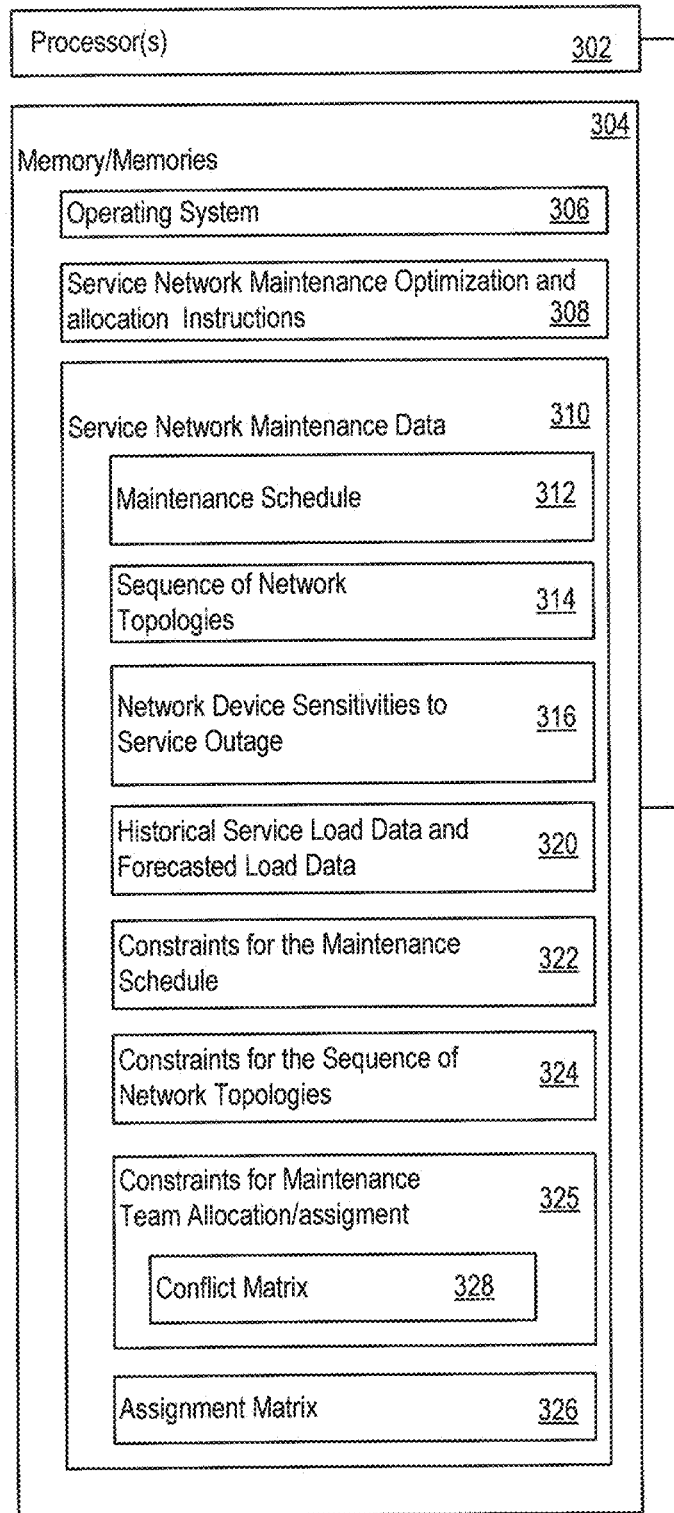 Processor(s) 302
304
Memory/Memories
Operating System 306
Service Network Maintenance Optimization and
allocation Instructions 308
Service Network Maintenance Data 310
Maintenance Schedule 312
Sequence of Network
Topologies 314
Network Device Sensitivities to
Service Outage 316
Historical Service Load Data and
Forecasted Load Data 320
Constraints for the Maintenance
Schedule 322
Constraints for the Sequence of
Network Topologies 324
Constraints for Maintenance
Team Allocation/assigment 325
Conflict Matrix 328
Assignment Matrix 326